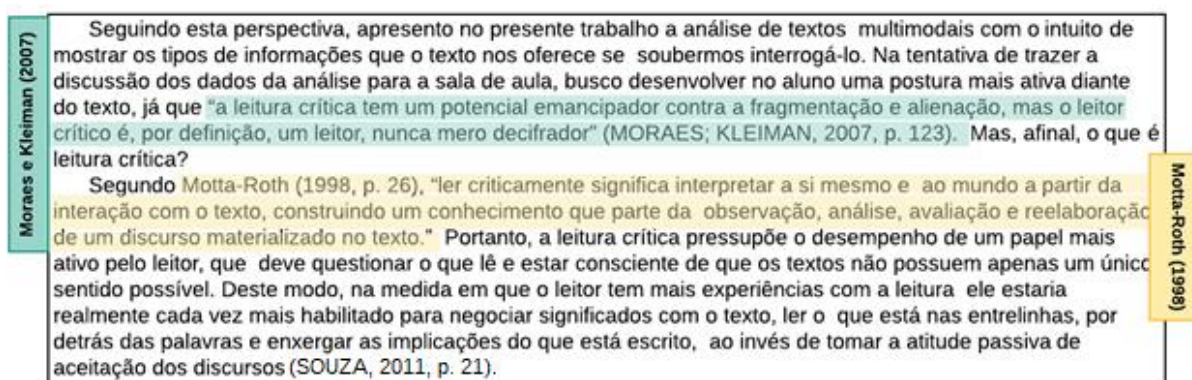 Moraes e Kleiman (2007)
Seguindo esta perspectiva, apresento no presente trabalho a análise de textos multimodais com o intuito de
mostrar os tipos de informações que o texto nos oferece se soubermos interrogá-lo. Na tentativa de trazer a
discussão dos dados da análise para a sala de aula, busco desenvolver no aluno uma postura mais ativa diante
do texto, já que “a leitura crítica tem um potencial emancipador contra a fragmentação e alienação, mas o leitor
crítico é, por definição, um leitor, nunca mero decifrador” (MORAES; KLEIMAN, 2007, p. 123). Mas, afinal, o que é
leitura crítica?
Segundo Motta-Roth (1998, p. 26), “ler criticamente significa interpretar a si mesmo e ao mundo a partir da
interação com o texto, construindo um conhecimento que parte da observação, análise, avaliação e reelaboração
de um discurso materializado no texto.” Portanto, a leitura crítica pressupõe o desempenho de um papel mais
ativo pelo leitor, que deve questionar o que lê e estar consciente de que os textos não possuem apenas um único
sentido possível. Deste modo, na medida em que o leitor tem mais experiências com a leitura ele estaria
realmente cada vez mais habilitado para negociar significados com o texto, ler o que está nas entrelinhas, por
detrás das palavras e enxergar as implicações do que está escrito, ao invés de tomar a atitude passiva de
aceitação dos discursos (SOUZA, 2011, p. 21).
Motta-Roth (1998)